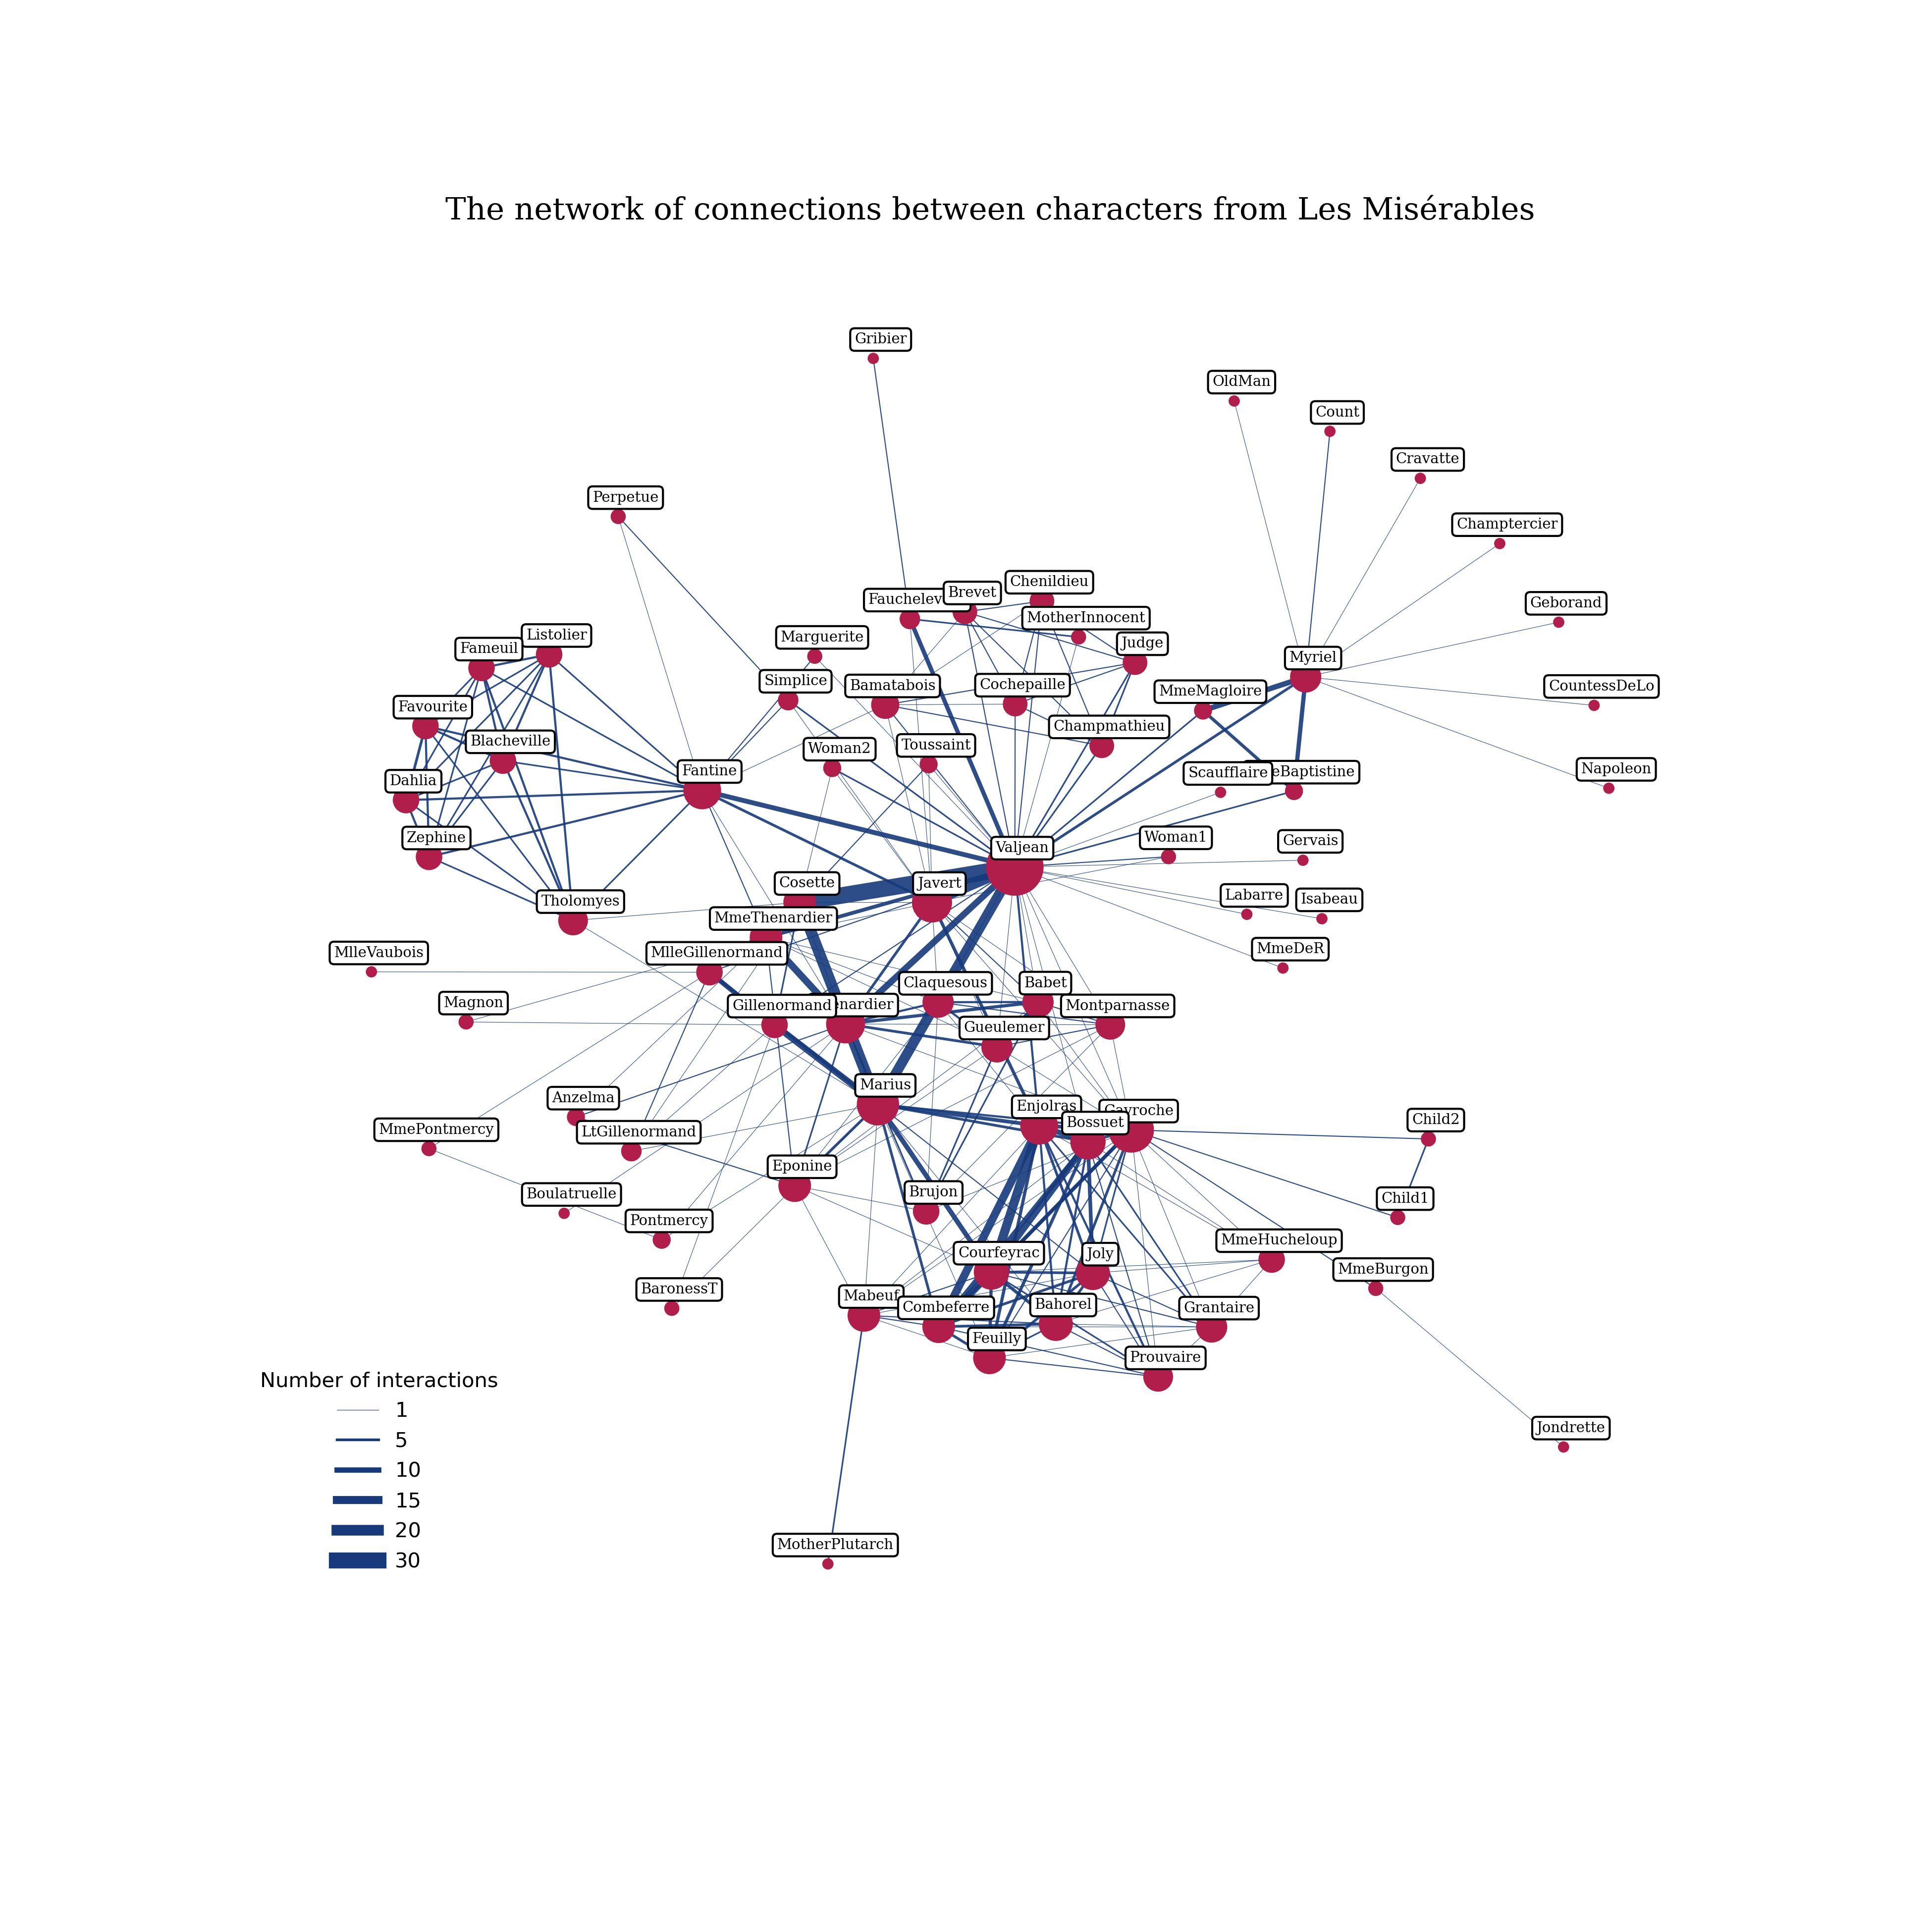 The network of connections between characters from Les Misérables
Gribier
OldMan
Count
Cravatte
Perpetue
Champtercier
Chenildieu
Brevet
Geborand
MotherInnocent
Listolier
Marguerite
Judge
Fameuil
Myriel
Simplice
Bamatabois
Cochepaille
CountessDeLo
MmeMagloire
Favourite
Champmathieu
Blacheville
Woman2
Toussaint
Fantine
Scaufflaire
Napoleon
Dahlia
Zephine
Woman1
Gervais
Valjean
Cosette
Javert
Labarre
Isabeau
Tholomyes
MmeThenardier
MlleVaubois
MlleGillenormand
MmeDeR
Claquesous
Babet
Magnon
Gillenormand
Montparnasse
Gueulemer
Marius
Anzelma
Enjolras
Bossuet
Child2
MmePontmercy
LtGillenormand
Eponine
Boulatruelle
Brujon
Child1
Pontmercy
MmeHucheloup
Courfeyrac
Joly
MmeBurgon
BaronessT
Mabeuf
Combeferre
Bahorel
Grantaire
Feuilly
Prouvaire
Jondrette
MotherPlutarch
Number of interactions
1
5
10
15
20
30